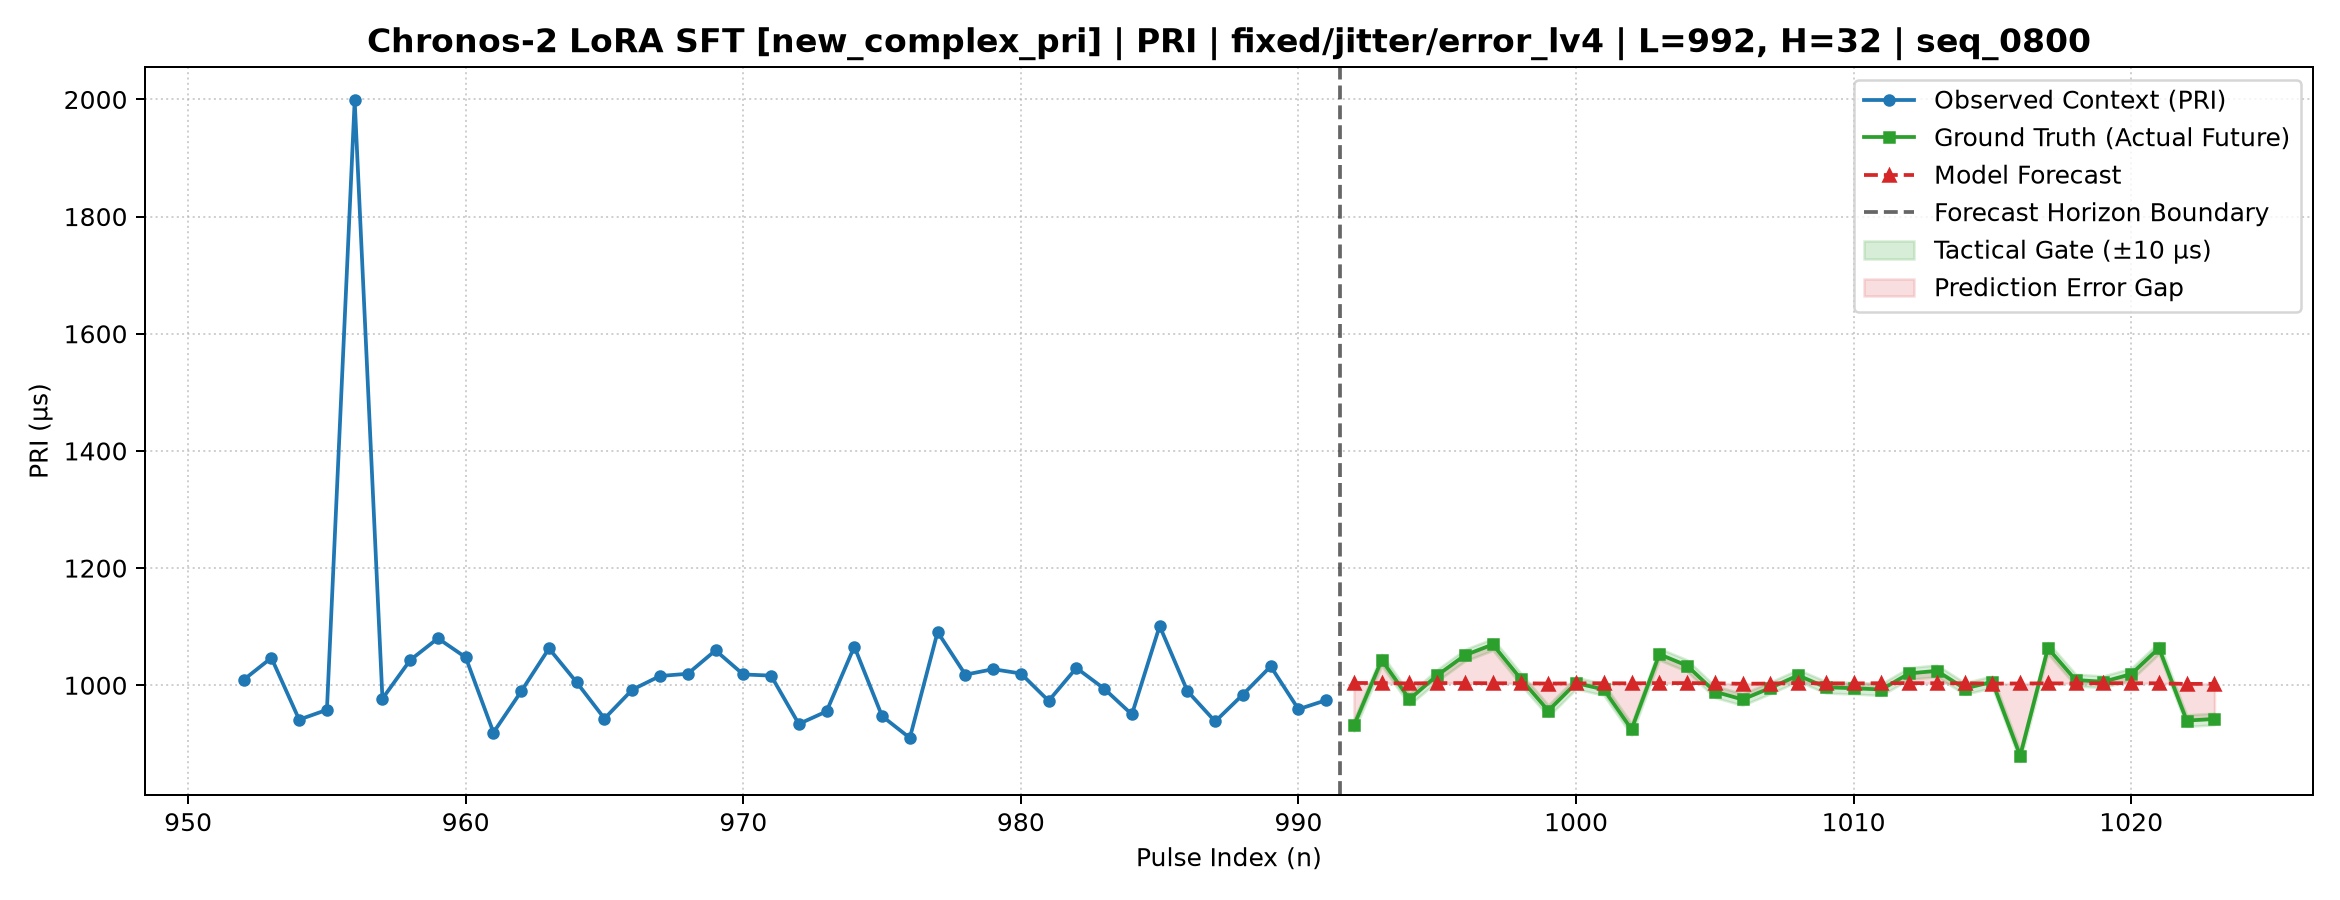 Chronos-2 LoRA SFT [new_complex_pri] | PRI | fixed/jitter/error_lv4 | L=992, H=32 | seq_0800
Observed Context (PRI)
Ground Truth (Actual Future)
Model Forecast
Forecast Horizon Boundary
Tactical Gate (±10 µs)
Prediction Error Gap
PRI (µs)
2000
1800
1600
1400
1200
1000
950 960 970 980 990 1000 1010 1020
Pulse Index (n)